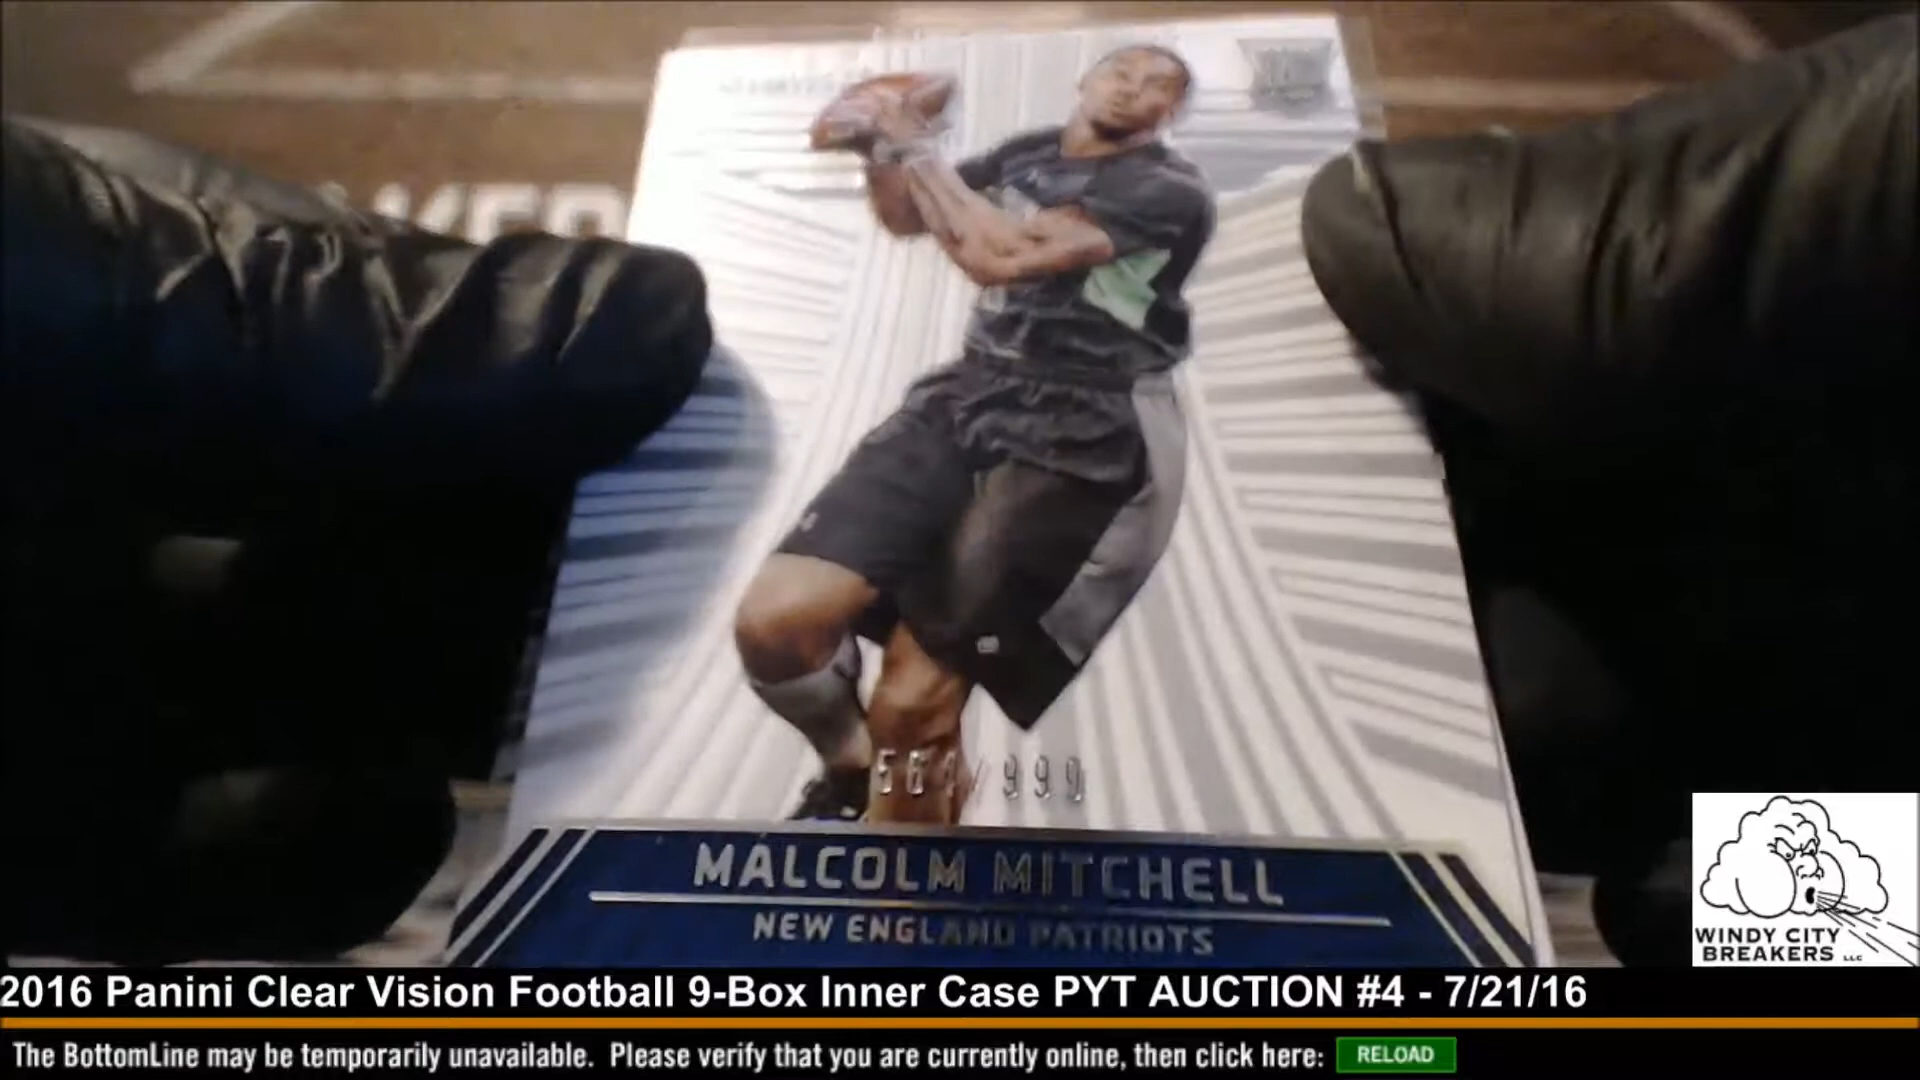 MALCOLM MITCHELL
NEW ENGLAND PATRIOTS
WINDY CITY
BREAKERS LLC
2016 Panini Clear Vision Football 9-Box Inner Case PYT AUCTION #4 - 7/21/16
The BottomLine may be temporarily unavailable. Please verify that you are currently online, then click here: RELOAD